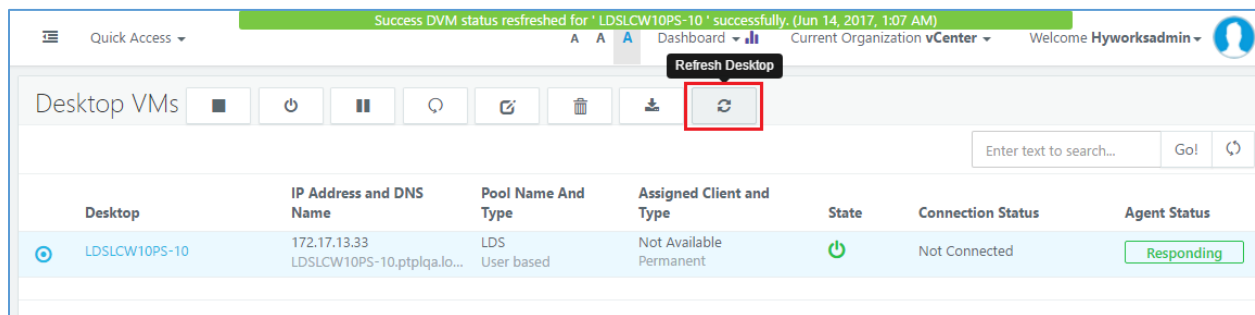 Success DVM status resfreshed for ' LDSLCW10PS-10 ' successfully. (Jun 14, 2017, 1:07 AM)
Quick Access
A A A Dashboard Current Organization vCenter Welcome Hyworksadmin
Refresh Desktop
Desktop VMs
Enter text to search... Go!
Desktop IP Address and DNS Name Pool Name And Type Assigned Client and Type State Connection Status Agent Status
LDSLCW10PS-10 172.17.13.33 LDS Not Available Not Connected Responding
LDSLCW10PS-10.ptplqa.lo... User based Permanent